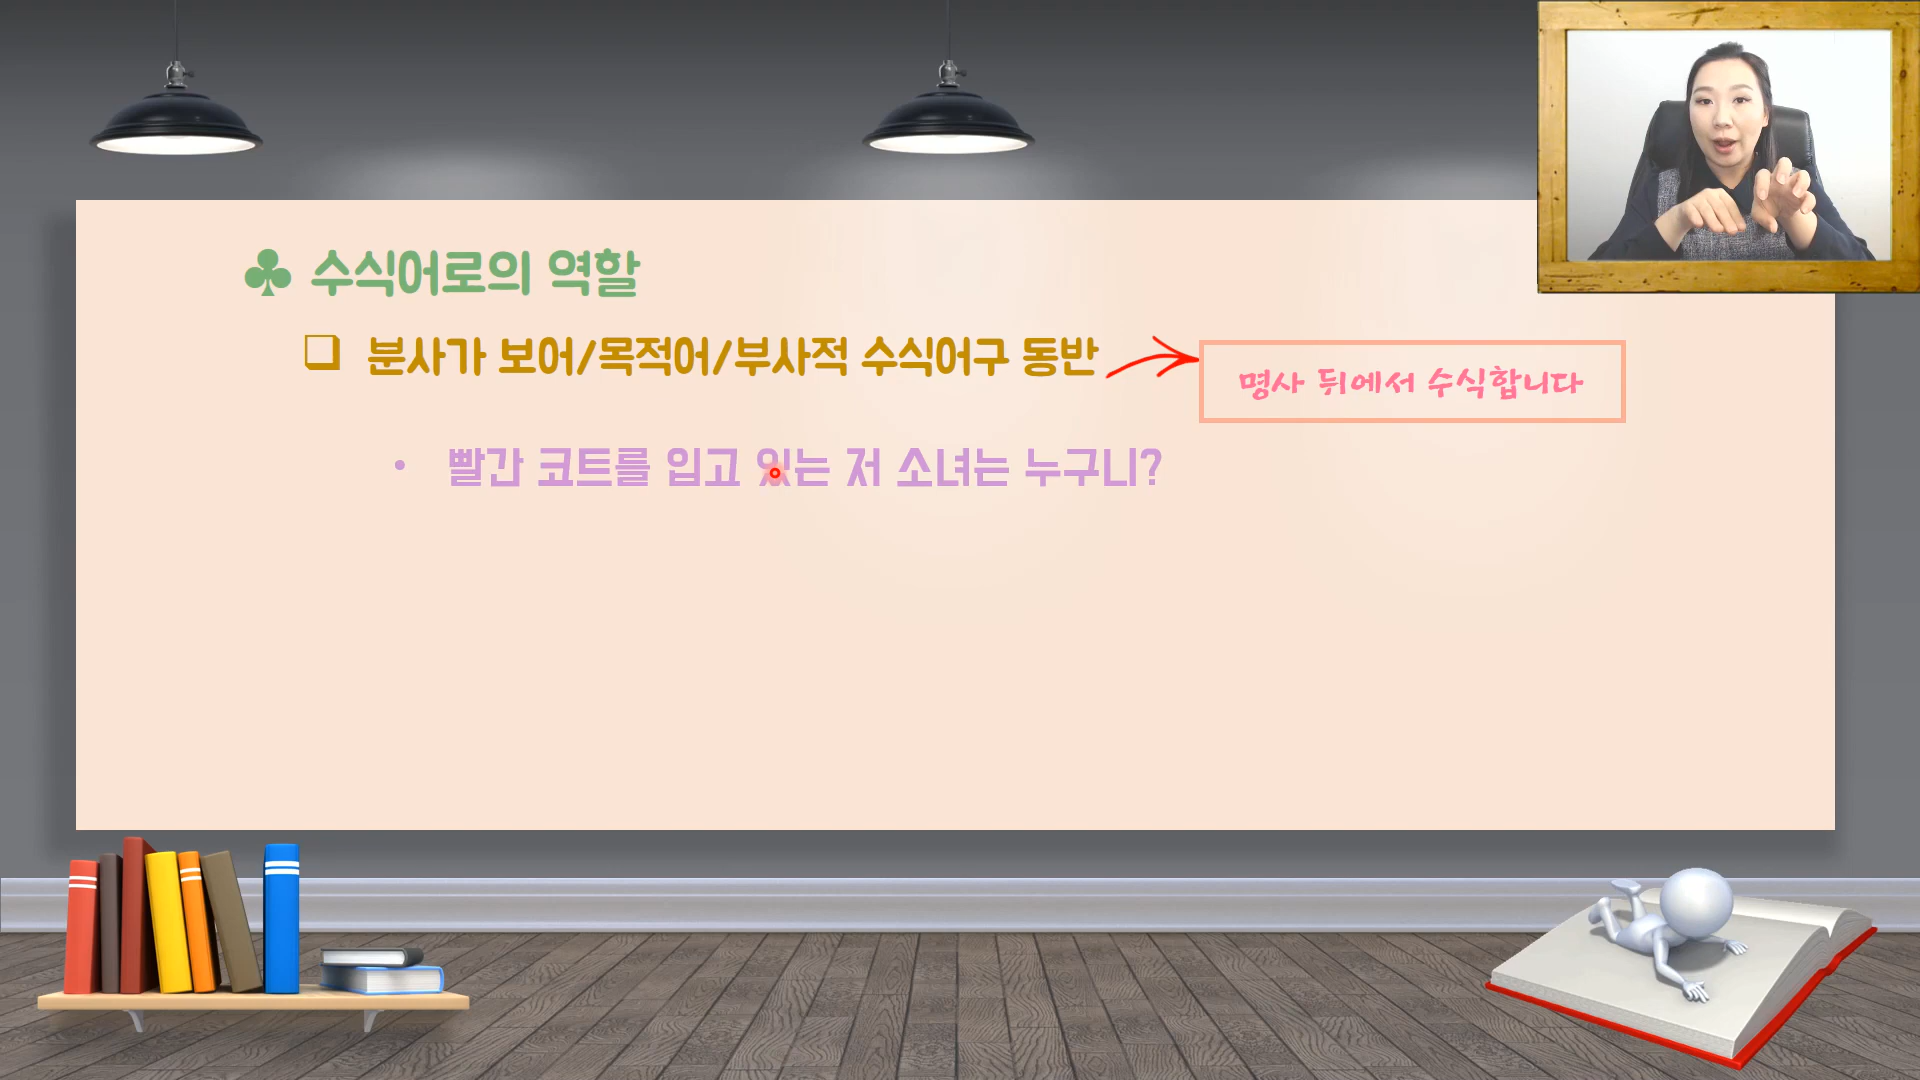 ♣ 수식어로의 역할
❑ 분사가 보어/목적어/부사적 수식어구 동반
명사 뒤에서 수식합니다
• 빨간 코트를 입고 있는 저 소녀는 누구니?